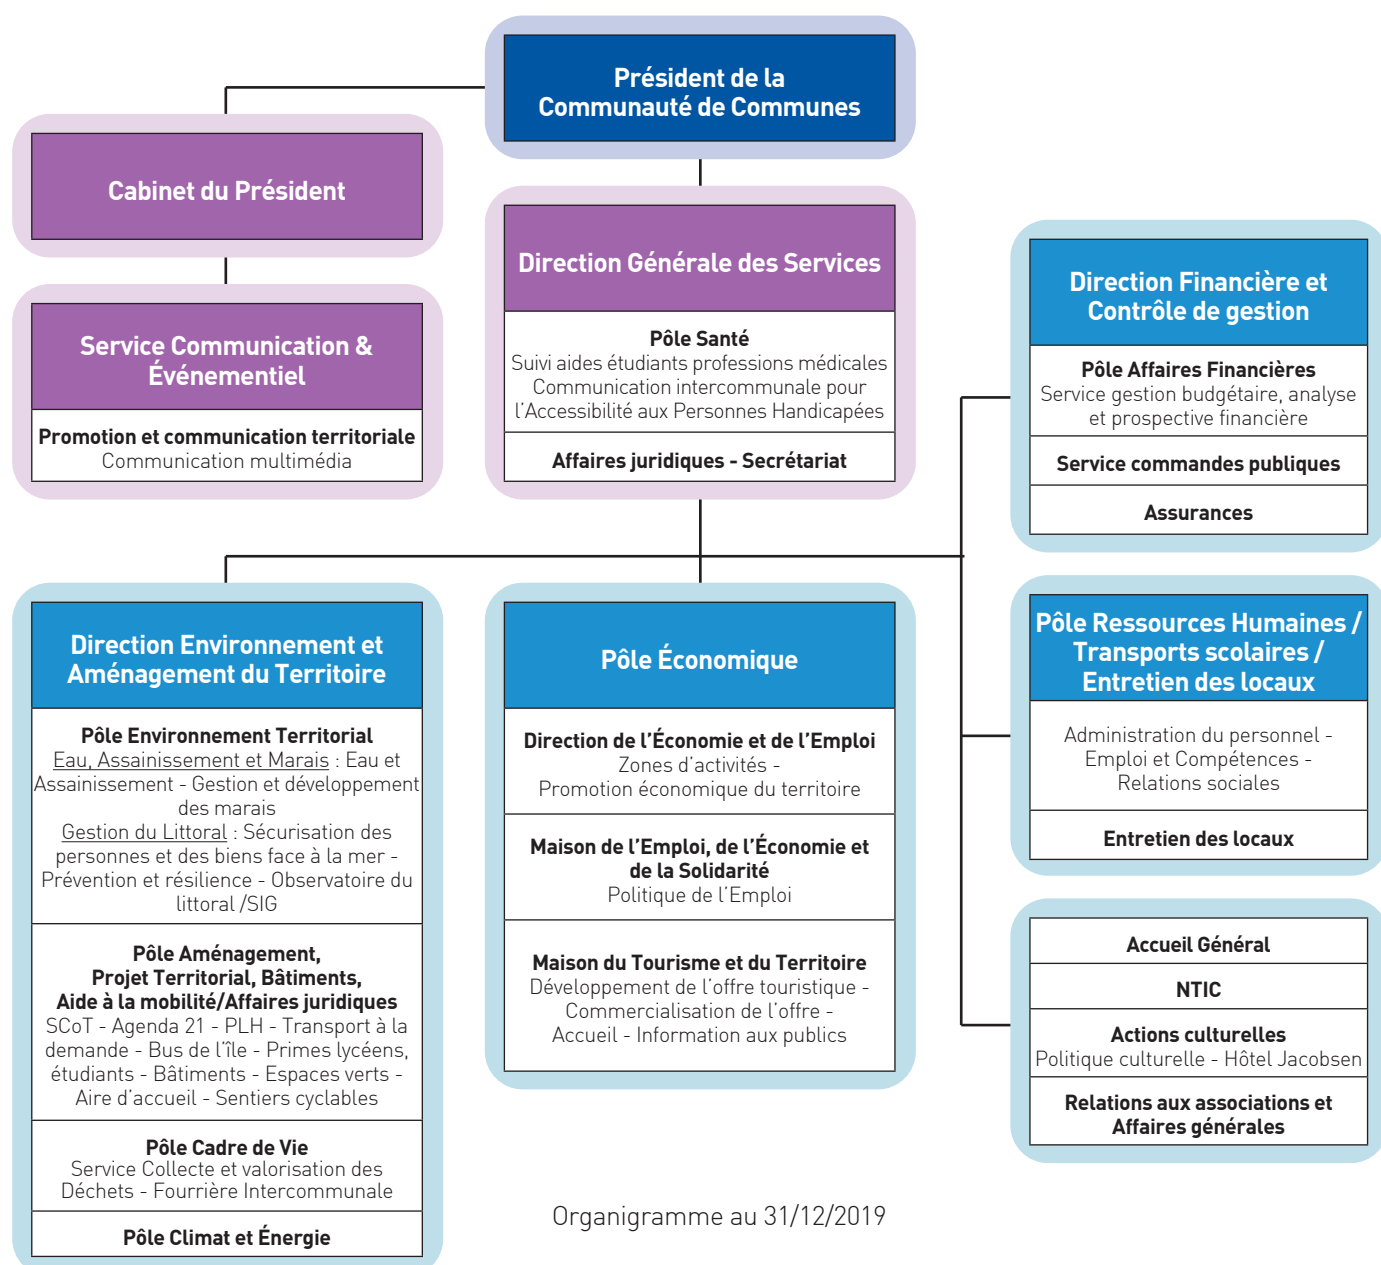 Président de la
Communauté de Communes
Cabinet du Président
Service Communication &
Événementiel
Promotion et communication territoriale
Communication multimédia
Direction Générale des Services
Pôle Santé
Suivi aides étudiants professions médicales
Communication intercommunale pour
l'Accessibilité aux Personnes Handicapées
Affaires juridiques - Secrétariat
Direction Financière et
Contrôle de gestion
Pôle Affaires Financières
Service gestion budgétaire, analyse
et prospective financière
Service commandes publiques
Assurances
Direction Environnement et
Aménagement du Territoire
Pôle Environnement Territorial
Eau, Assainissement et Marais : Eau et
Assainissement - Gestion et développement
des marais
Gestion du Littoral : Sécurisation des
personnes et des biens face à la mer -
Prévention et résilience - Observatoire du
littoral /SIG
Pôle Aménagement,
Projet Territorial, Bâtiments,
Aide à la mobilité/Affaires juridiques
SCoT - Agenda 21 - PLH - Transport à la
demande - Bus de l'île - Primes lycéens,
étudiants - Bâtiments - Espaces verts -
Aire d'accueil - Sentiers cyclables
Pôle Cadre de Vie
Service Collecte et valorisation des
Déchets - Fourrière Intercommunale
Pôle Climat et Énergie
Pôle Économique
Direction de l'Économie et de l'Emploi
Zones d'activités -
Promotion économique du territoire
Maison de l'Emploi, de l'Économie et
de la Solidarité
Politique de l'Emploi
Maison du Tourisme et du Territoire
Développement de l'offre touristique -
Commercialisation de l'offre -
Accueil - Information aux publics
Pôle Ressources Humaines /
Transports scolaires /
Entretien des locaux
Administration du personnel -
Emploi et Compétences -
Relations sociales
Entretien des locaux
Accueil Général
NTIC
Actions culturelles
Politique culturelle - Hôtel Jacobsen
Relations aux associations et
Affaires générales
Organigramme au 31/12/2019